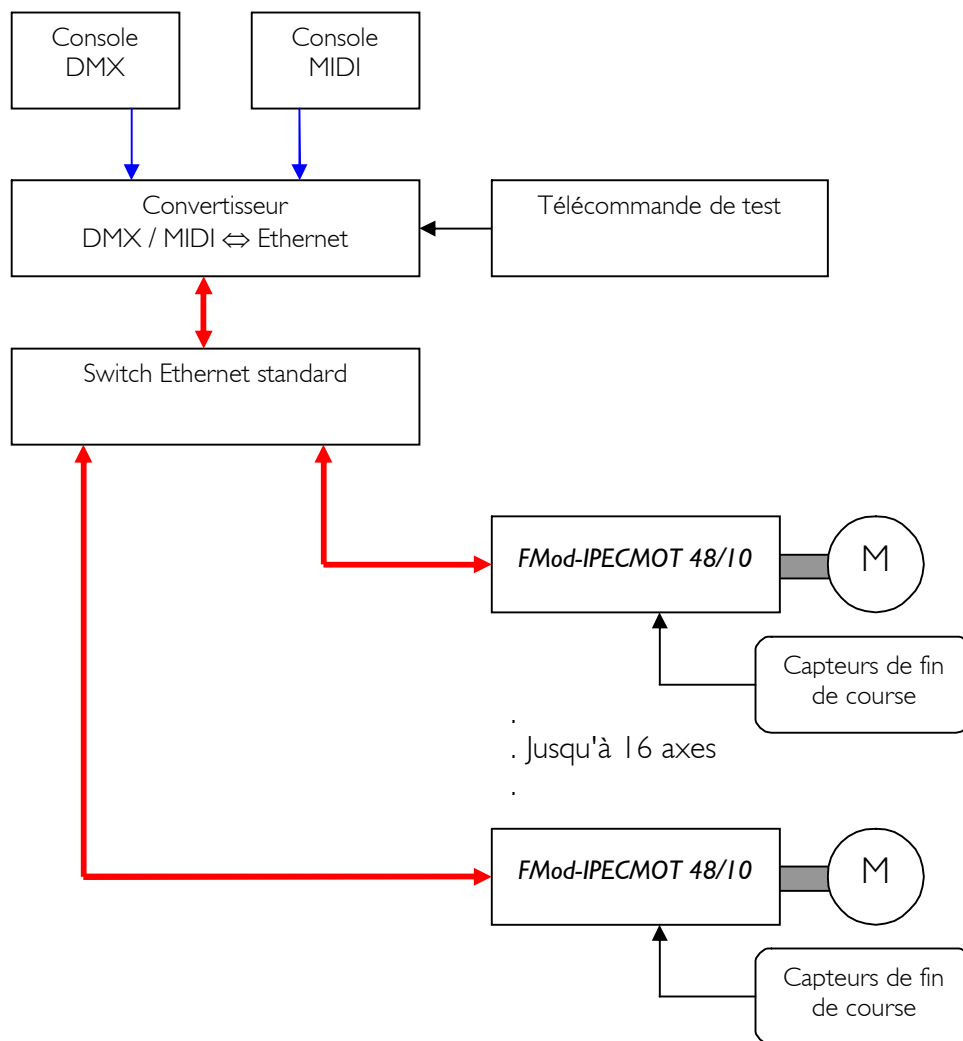 Console
DMX
Console
MIDI
Convertisseur
DMX / MIDI ⇔ Ethernet
Télécommande de test
Switch Ethernet standard
FMod-IPECMOT 48/10
M
Capteurs de fin
de course
.
. Jusqu'à 16 axes
.
FMod-IPECMOT 48/10
M
Capteurs de fin
de course